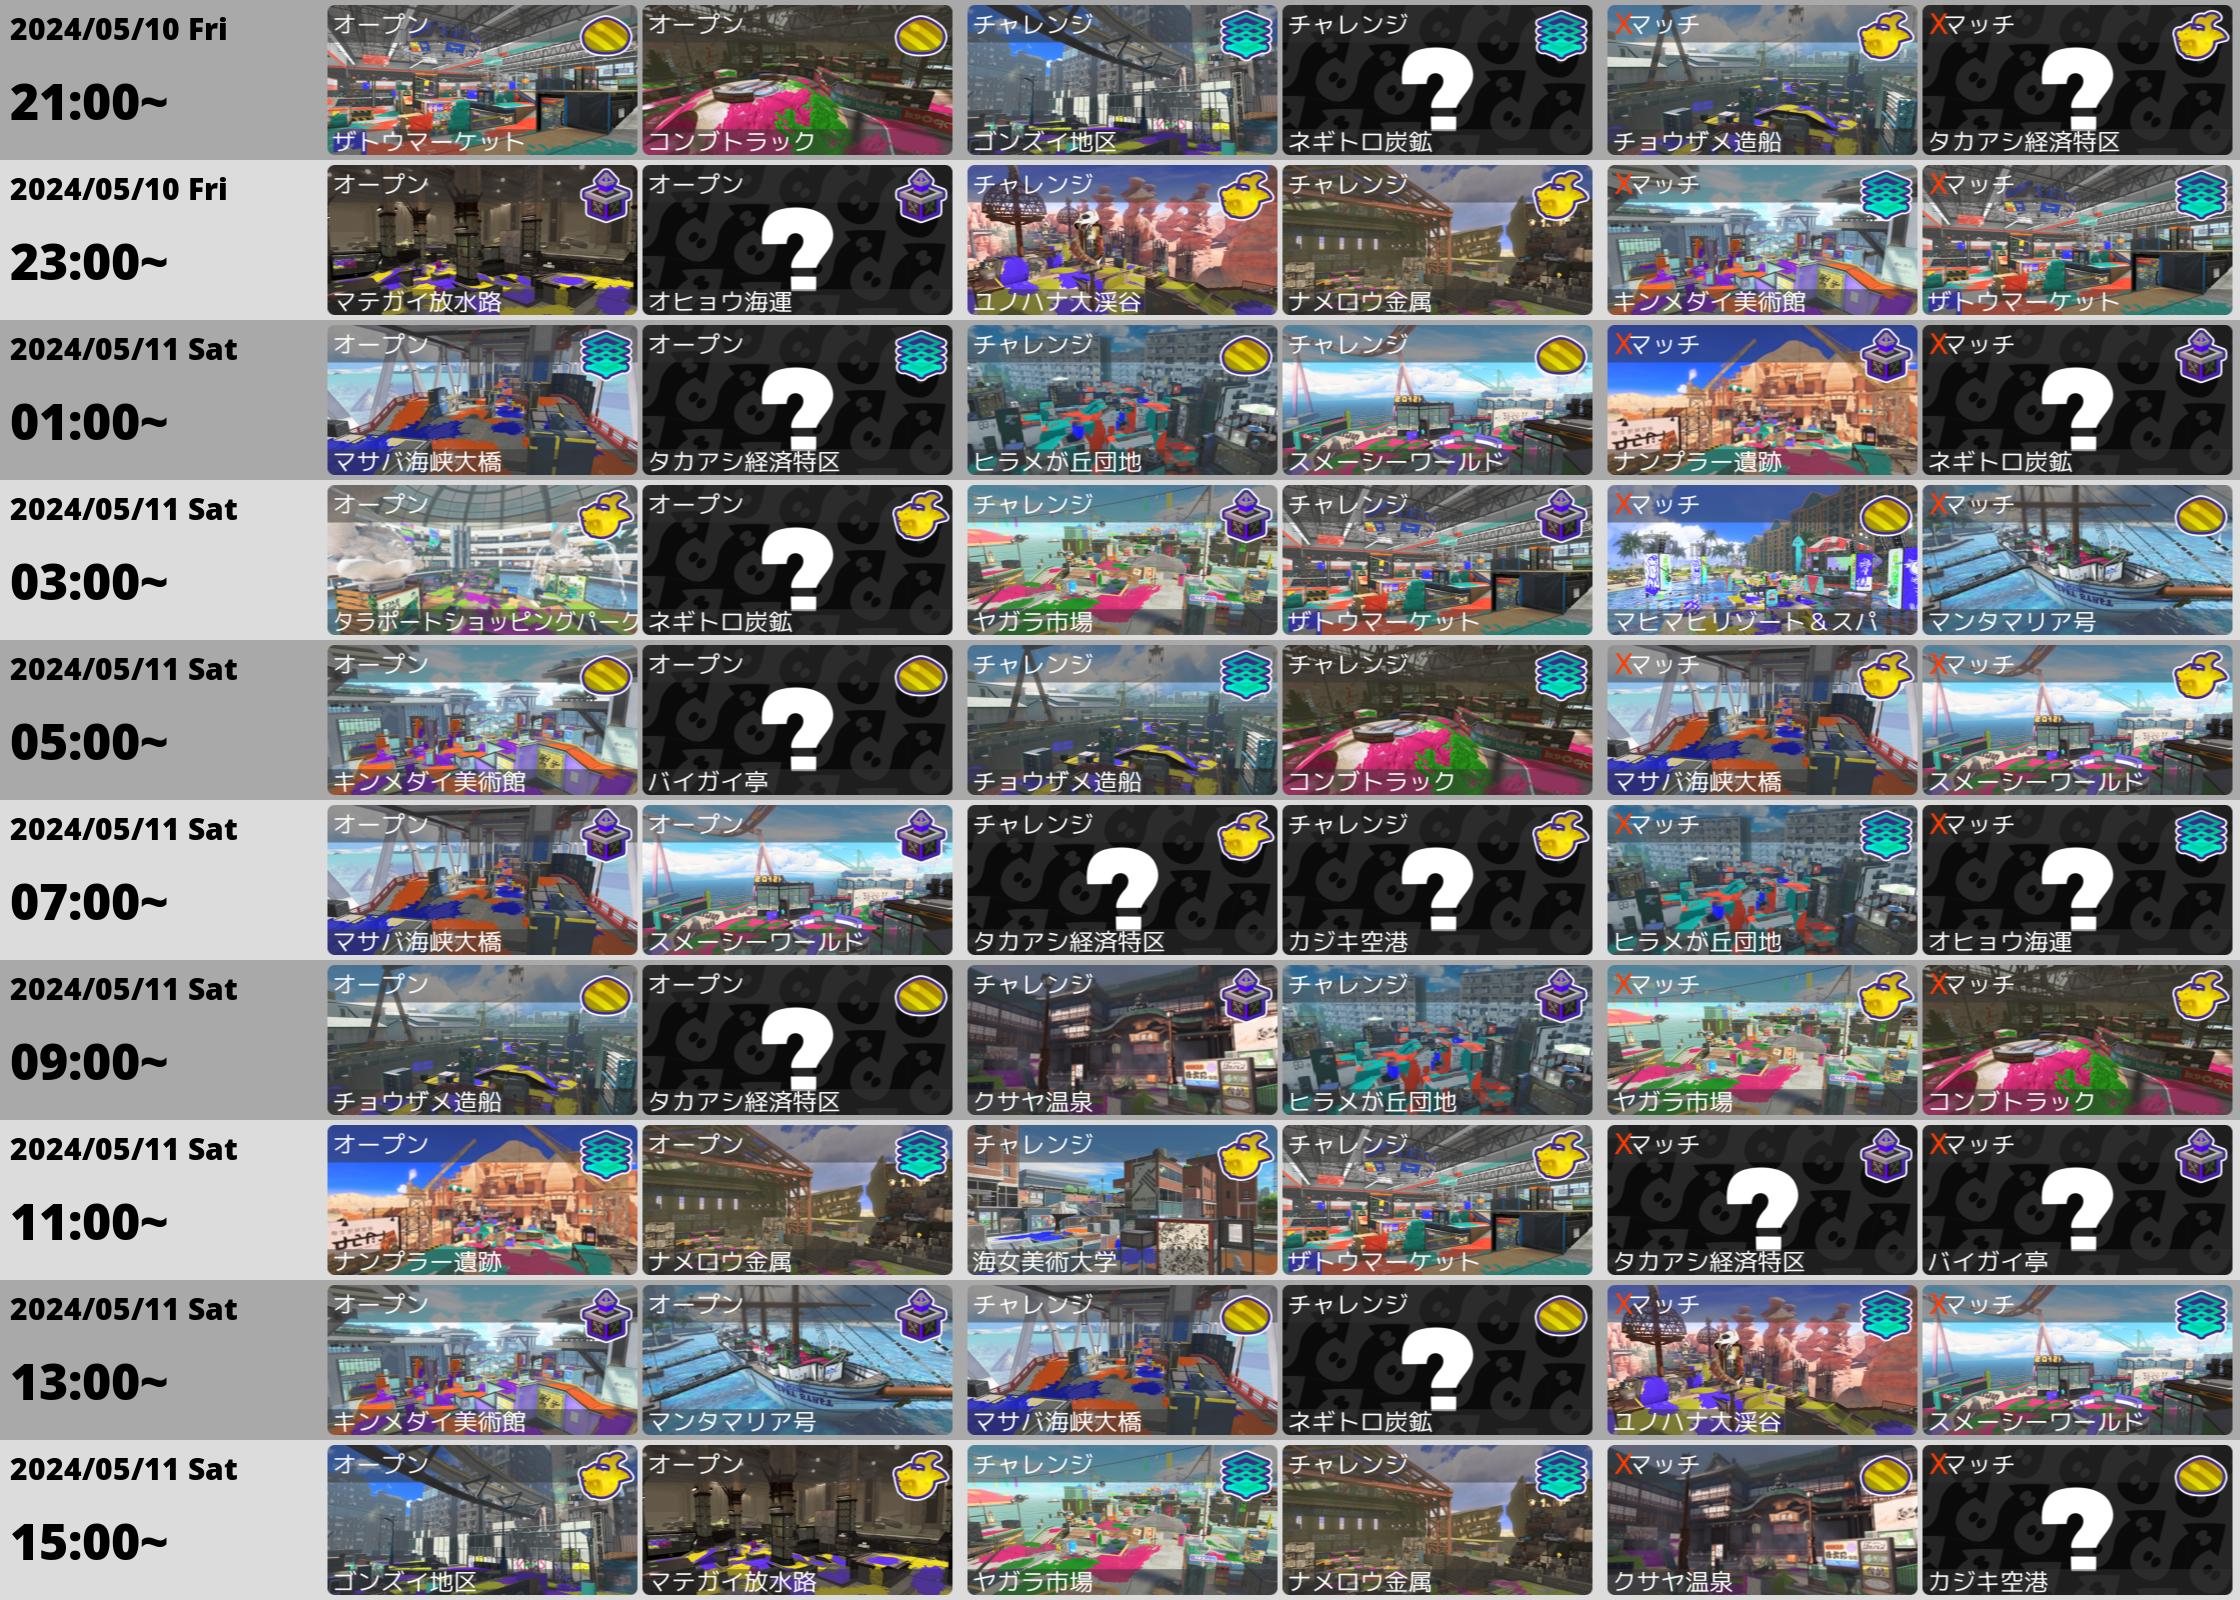 2024/05/10 Fri
21:00~
オープン オープン チャレンジ チャレンジ Xマッチ Xマッチ
ザトウマーケット コンブトラック ゴンズイ地区 ネギトロ炭鉱 チョウザメ造船 タカアシ経済特区
2024/05/10 Fri
23:00~
オープン オープン チャレンジ チャレンジ Xマッチ Xマッチ
マテガイ放水路 オヒョウ海運 ユノハナ大渓谷 ナメロウ金属 キンメダイ美術館 ザトウマーケット
2024/05/11 Sat
01:00~
オープン オープン チャレンジ チャレンジ Xマッチ Xマッチ
マサバ海峡大橋 タカアシ経済特区 ヒラメが丘団地 スメーシーワールド ナンプラー遺跡 ネギトロ炭鉱
2024/05/11 Sat
03:00~
オープン オープン チャレンジ チャレンジ Xマッチ Xマッチ
タラポートショッピングパーク ネギトロ炭鉱 ヤガラ市場 ザトウマーケット マヒマヒリゾート&スパ マンタマリア号
2024/05/11 Sat
05:00~
オープン オープン チャレンジ チャレンジ Xマッチ Xマッチ
キンメダイ美術館 バイガイ亭 チョウザメ造船 コンブトラック マサバ海峡大橋 スメーシーワールド
2024/05/11 Sat
07:00~
オープン オープン チャレンジ チャレンジ Xマッチ Xマッチ
マサバ海峡大橋 スメーシーワールド タカアシ経済特区 カジキ空港 ヒラメが丘団地 オヒョウ海運
2024/05/11 Sat
09:00~
オープン オープン チャレンジ チャレンジ Xマッチ Xマッチ
チョウザメ造船 タカアシ経済特区 クサヤ温泉 ヒラメが丘団地 ヤガラ市場 コンブトラック
2024/05/11 Sat
11:00~
オープン オープン チャレンジ チャレンジ Xマッチ Xマッチ
ナンプラー遺跡 ナメロウ金属 海女美術大学 ザトウマーケット タカアシ経済特区 バイガイ亭
2024/05/11 Sat
13:00~
オープン オープン チャレンジ チャレンジ Xマッチ Xマッチ
キンメダイ美術館 マンタマリア号 マサバ海峡大橋 ネギトロ炭鉱 ユノハナ大渓谷 スメーシーワールド
2024/05/11 Sat
15:00~
オープン オープン チャレンジ チャレンジ Xマッチ Xマッチ
ゴンズイ地区 マテガイ放水路 ヤガラ市場 ナメロウ金属 クサヤ温泉 カジキ空港